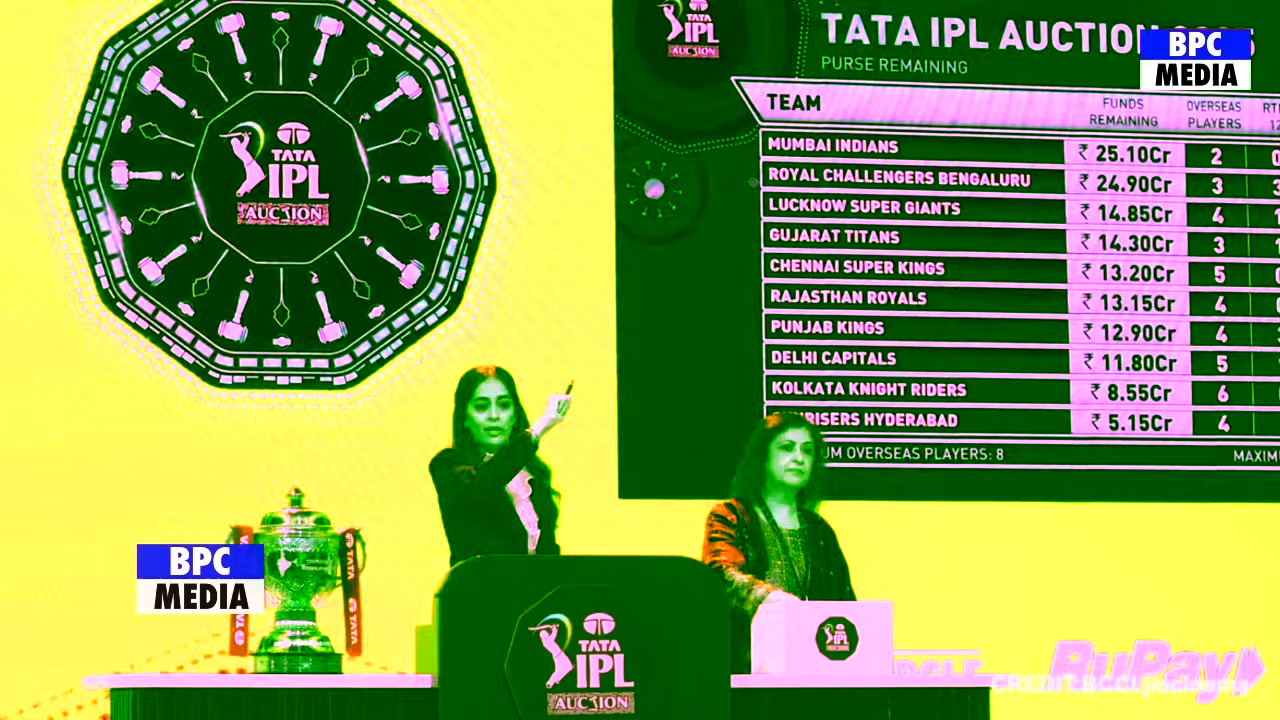 TATA
IPL
AUCTION
TATA IPL AUCTION
BPC
MEDIA
PURSE REMAINING
TEAM
FUNDS REMAINING
OVERSEAS PLAYERS
MUMBAI INDIANS ₹ 25.10Cr 2
ROYAL CHALLENGERS BENGALURU ₹ 24.90Cr 3
LUCKNOW SUPER GIANTS ₹ 14.85Cr 4
GUJARAT TITANS ₹ 14.30Cr 3
CHENNAI SUPER KINGS ₹ 13.20Cr 5
RAJASTHAN ROYALS ₹ 13.15Cr 4
PUNJAB KINGS ₹ 12.90Cr 4
DELHI CAPITALS ₹ 11.80Cr 5
KOLKATA KNIGHT RIDERS ₹ 8.55Cr 6
HYDERABAD ₹ 5.15Cr 4
OVERSEAS PLAYERS: 8
TATA
IPL
AUCTION
BPC
MEDIA
TATA
TATA
TATA
IPL
AUCTION
IPL
RuPay